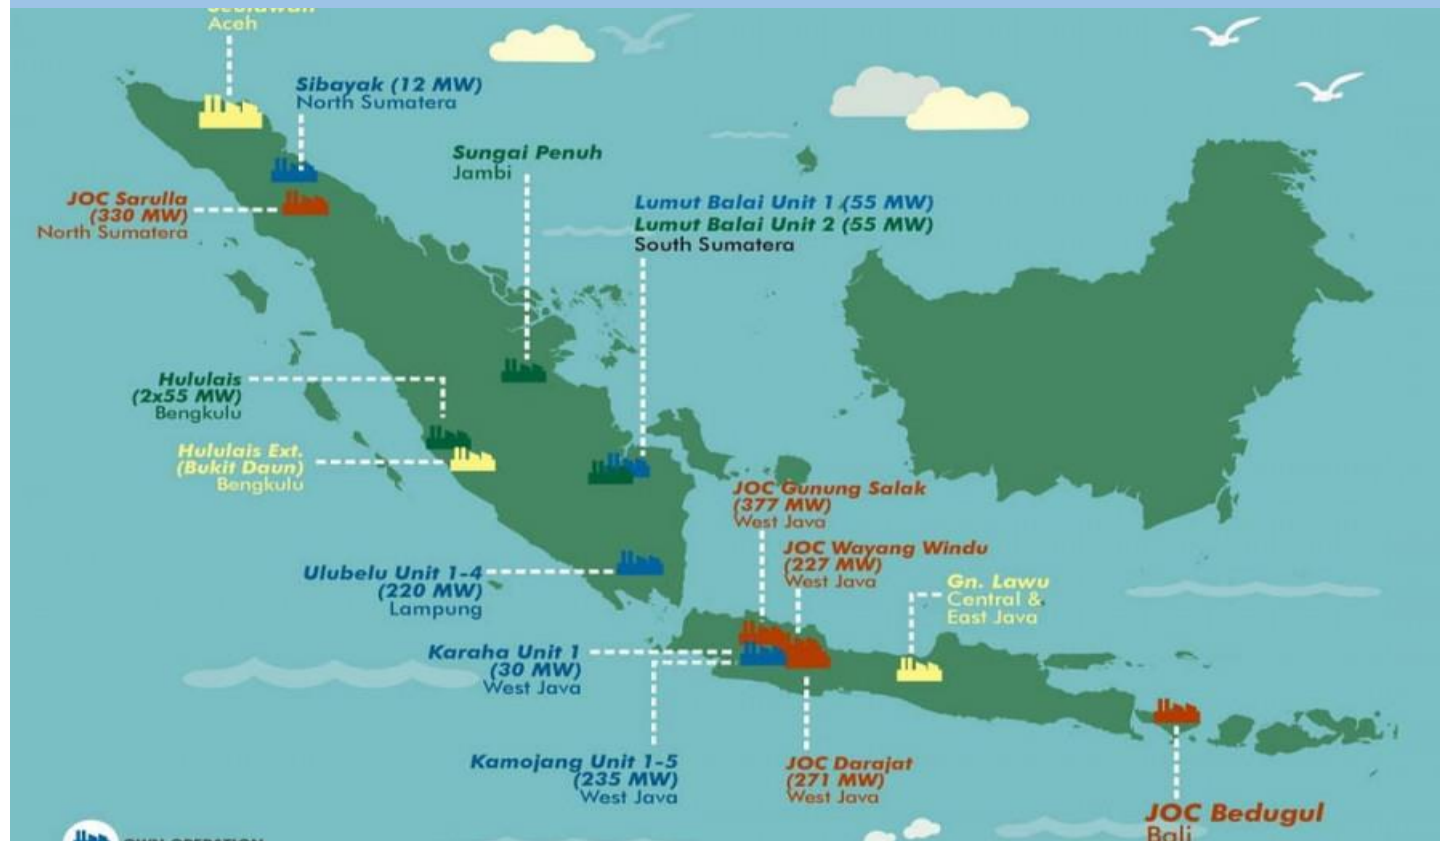 Seulawah
Aceh
Sibayak (12 MW)
North Sumatera
Sungai Penuh
Jambi
JOC Sarulla
(330 MW)
North Sumatera
Lumut Balai Unit 1 (55 MW)
Lumut Balai Unit 2 (55 MW)
South Sumatera
Hululais
(2x55 MW)
Bengkulu
Hululais Ext.
(Bukit Daun)
Bengkulu
JOC Gunung Salak
(377 MW)
West Java
JOC Wayang Windu
(227 MW)
West Java
Ulubelu Unit 1-4
(220 MW)
Lampung
Gn. Lawu
Central &
East Java
Karaha Unit 1
(30 MW)
West Java
Kamojang Unit 1-5
(235 MW)
West Java
JOC Darajat
(271 MW)
West Java
JOC Bedugul
Bali
OWN OPERATION